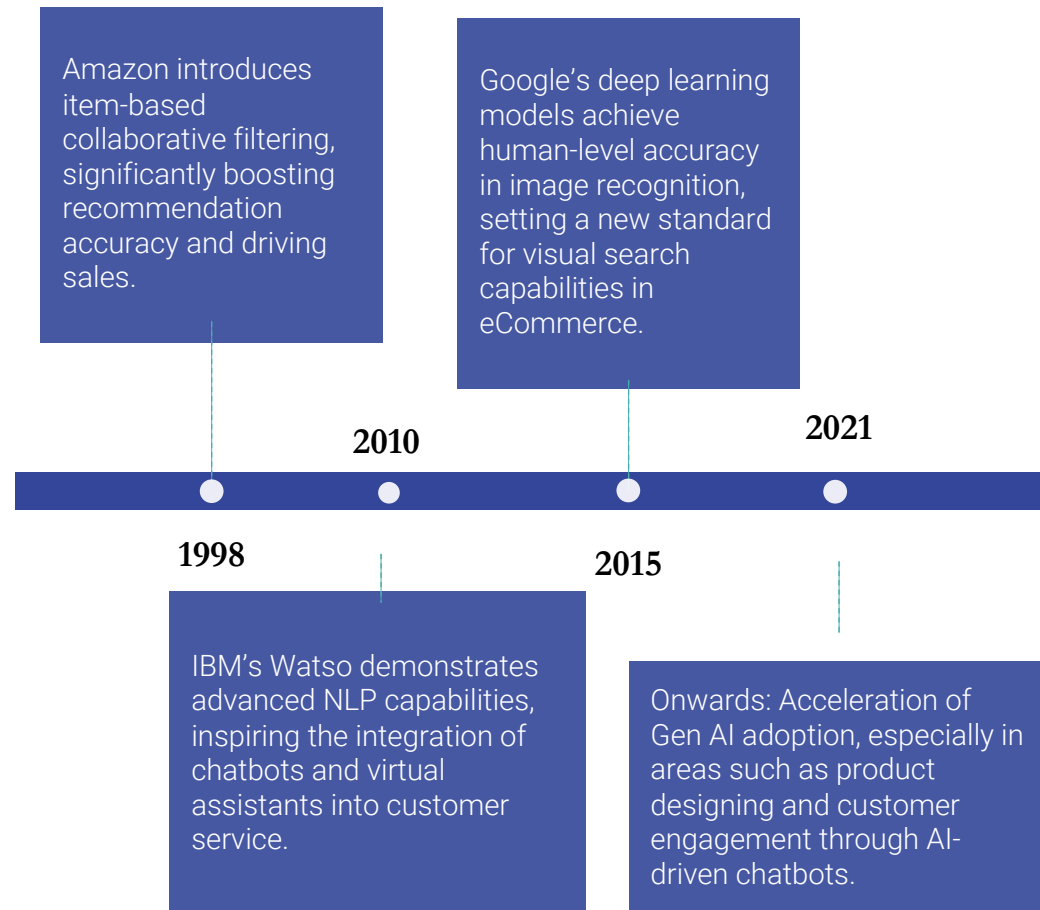 Amazon introduces
item-based
collaborative filtering,
significantly boosting
recommendation
accuracy and driving
sales.
Google’s deep learning
models achieve
human-level accuracy
in image recognition,
setting a new standard
for visual search
capabilities in
eCommerce.
2010
2021
1998
2015
IBM’s Watso demonstrates
advanced NLP capabilities,
inspiring the integration of
chatbots and virtual
assistants into customer
service.
Onwards: Acceleration of
Gen AI adoption, especially in
areas such as product
designing and customer
engagement through AI-
driven chatbots.